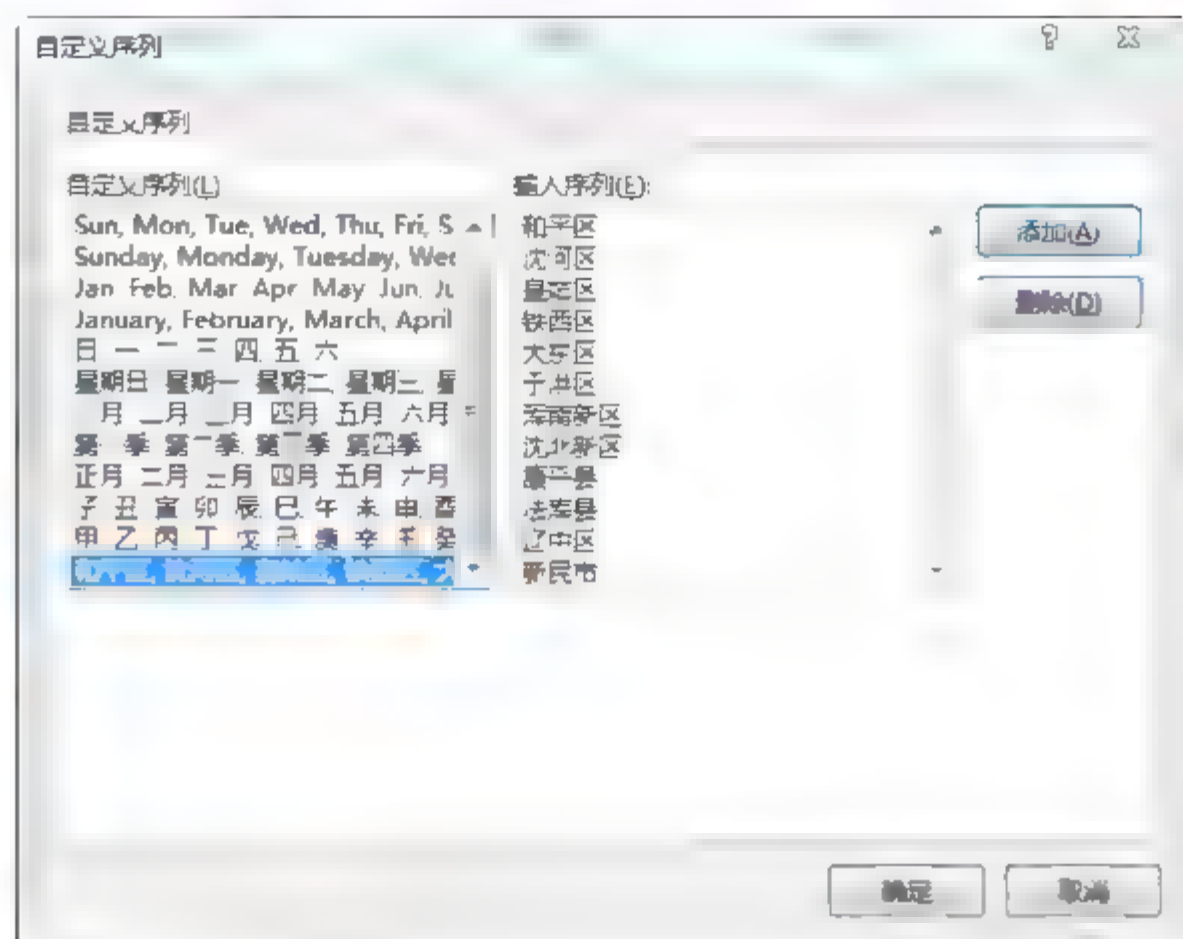 自定义序列
自定义序列
自定义序列(L)
Sun, Mon, Tue, Wed, Thu, Fri, S
Sunday, Monday, Tuesday, Wed
Jan Feb. Mar Apr May Jun. Ju
January, February, March, April
日 一 二 三 四 五 六
星期日 星期一 星期二 星期三 星
月 二月 三月 四月 五月 六月
第一季 第二季 第三季 第四季
正月 二月 三月 四月 五月 六月
子 丑 寅 卯 辰 巳 午 未 申 酉
甲 乙 丙 丁 戊 己 庚 辛 壬 癸
输入序列(E):
和平区
沈河区
皇姑区
铁西区
大东区
于洪区
浑南新区
沈北新区
康平县
法库县
辽中区
新民市
添加(A)
删除(D)
确定
取消